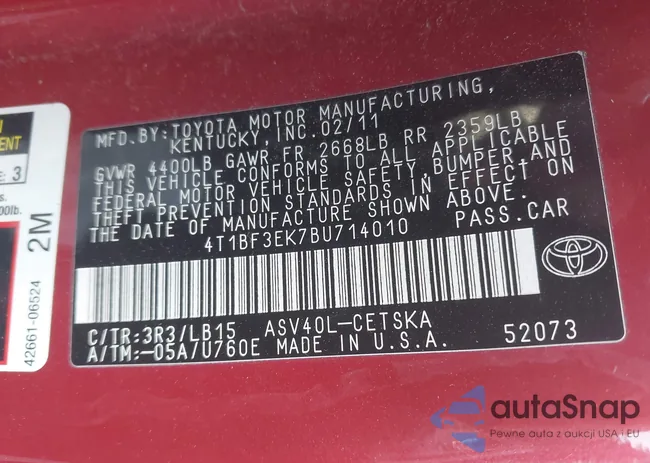 MFD. BY: TOYOTA MOTOR MANUFACTURING,
KENTUCKY, INC. 02/11
GVWR 4400LB GAWR FR 2668LB RR 2359LB
THIS VEHICLE CONFORMS TO ALL APPLICABLE
FEDERAL MOTOR VEHICLE SAFETY, BUMPER, AND
THEFT PREVENTION STANDARDS IN EFFECT ON
THE DATE OF MANUFACTURE SHOWN ABOVE.
4T1BF3EK7BU714010 PASS. CAR
C/TR: 3R3/LB15 ASV40L-CETSKA
A/TM: -05A/U760E MADE IN U.S.A. 52073
: 3
2M
42661-06524
autaSnap
Pewne auta z aukcji USA i EU